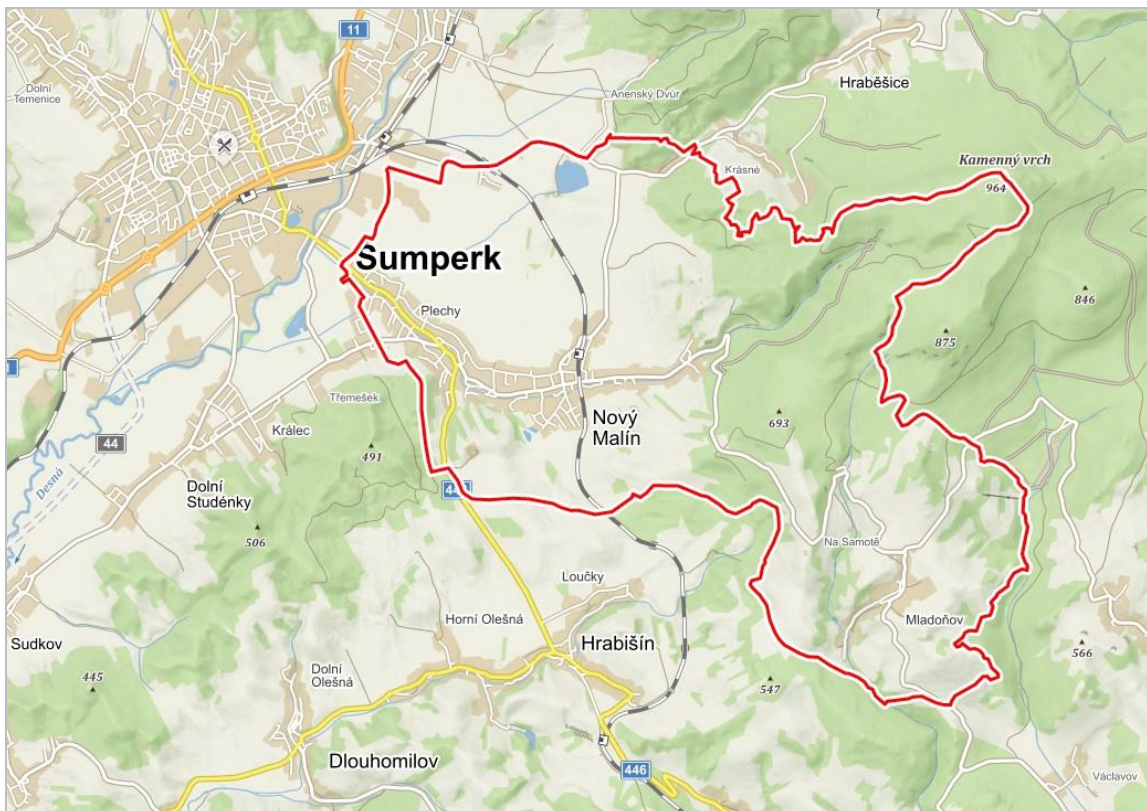 11
Dolní
Temenice
Anenský Dvůr
Hraběšice
Krásné
Kamenný vrch
964
Šumperk
Plechy
846
875
Třemešek
Králec
491
Nový
Malín
693
44
Desná
Dolní
Studénky
506
Na Samotě
Loučky
Horní Olešná
Hrabišín
Mladoňov
Sudkov
566
445
Dolní
Olešná
547
Dlouhomilov
446
Václavov